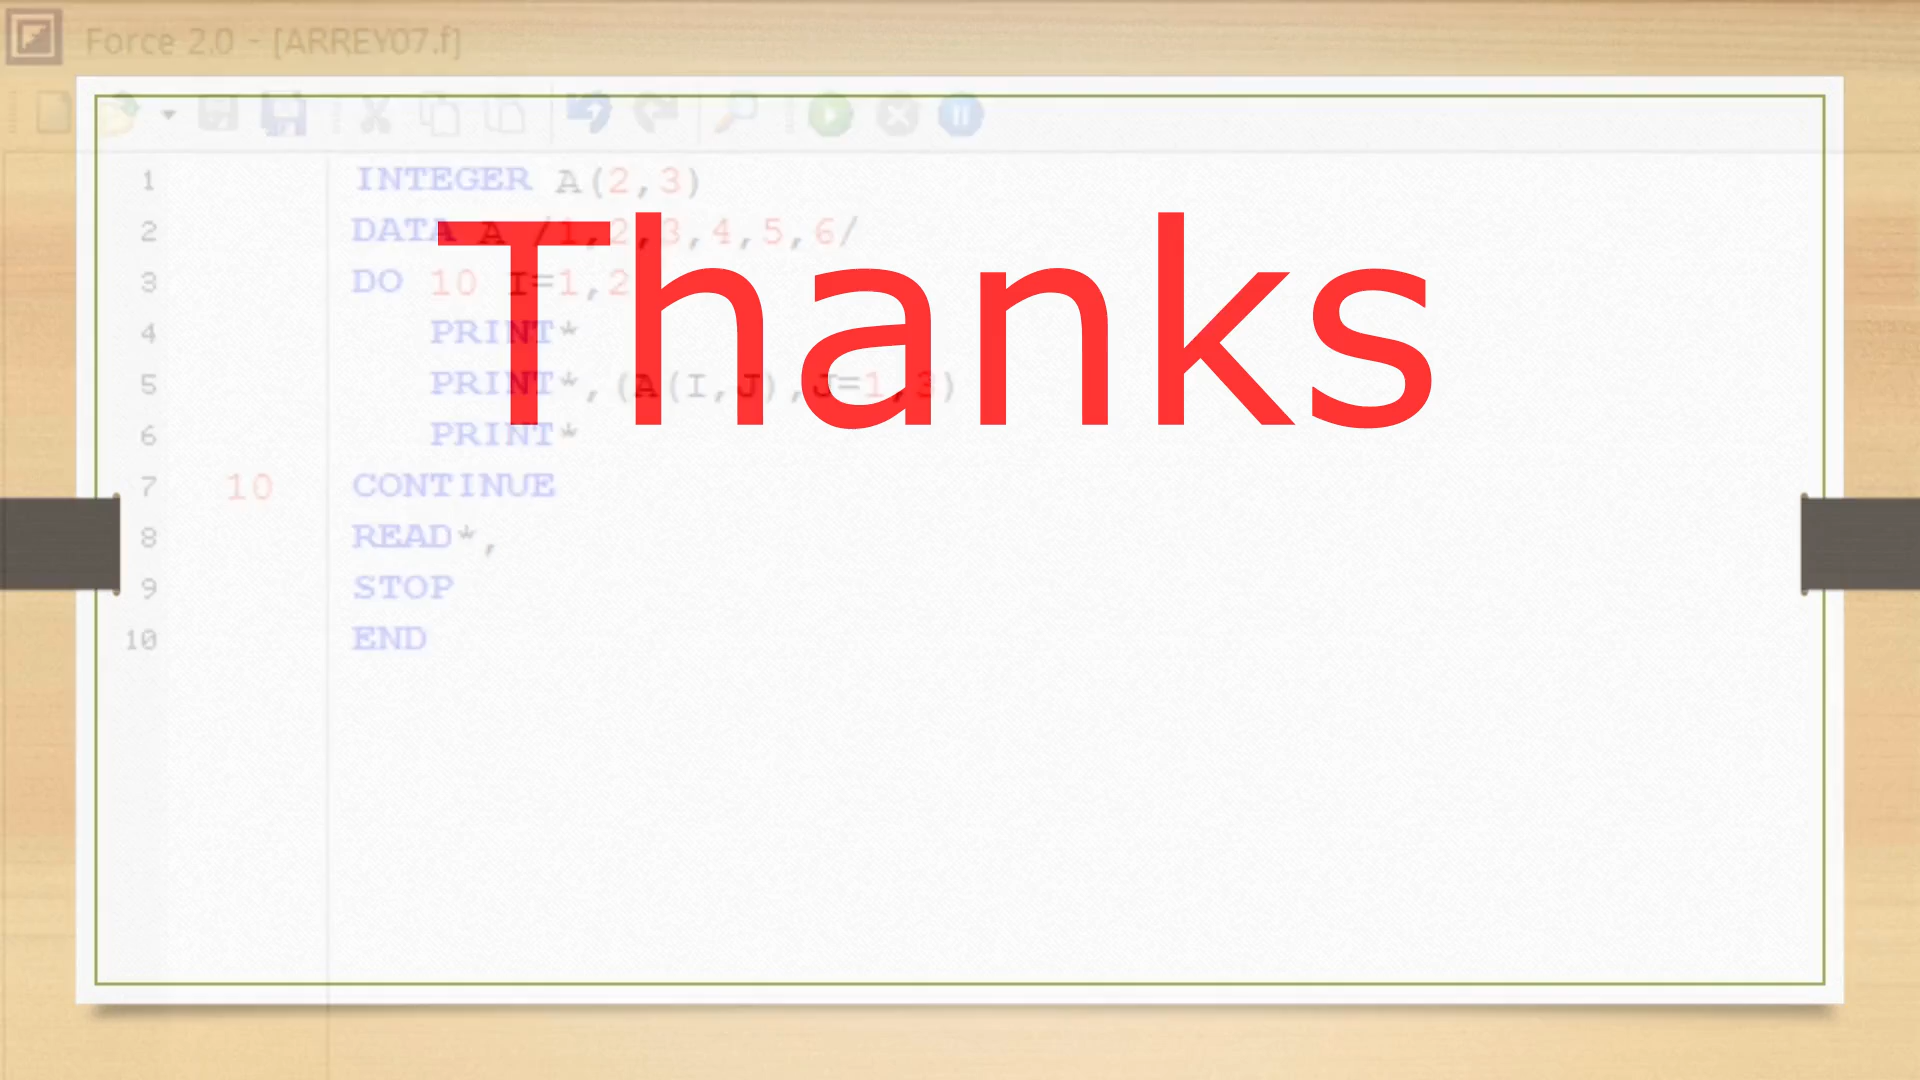 Force 2.0 - [ARREY07.f]
Thanks
1 INTEGER A(2,3)
2 DATA A /1,2,3,4,5,6/
3 DO 10 I=1,2
4 PRINT*
5 PRINT*,(A(I,J),J=1,3)
6 PRINT*
7 10 CONTINUE
8 READ*,
9 STOP
10 END